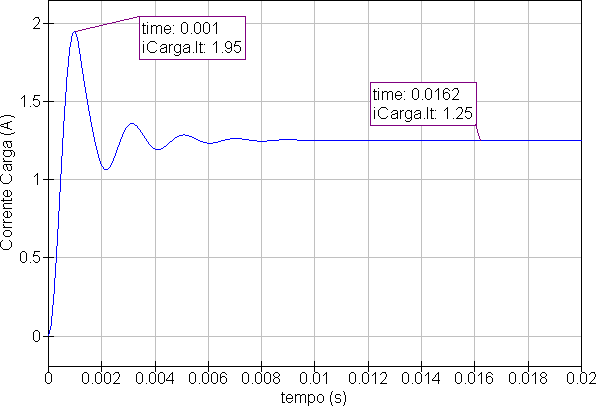 time: 0.001
iCarga.It: 1.95
time: 0.0162
iCarga.It: 1.25
Corrente Carga (A)
2
1.5
1
0.5
0
0 0.002 0.004 0.006 0.008 0.01 0.012 0.014 0.016 0.018 0.02
tempo (s)